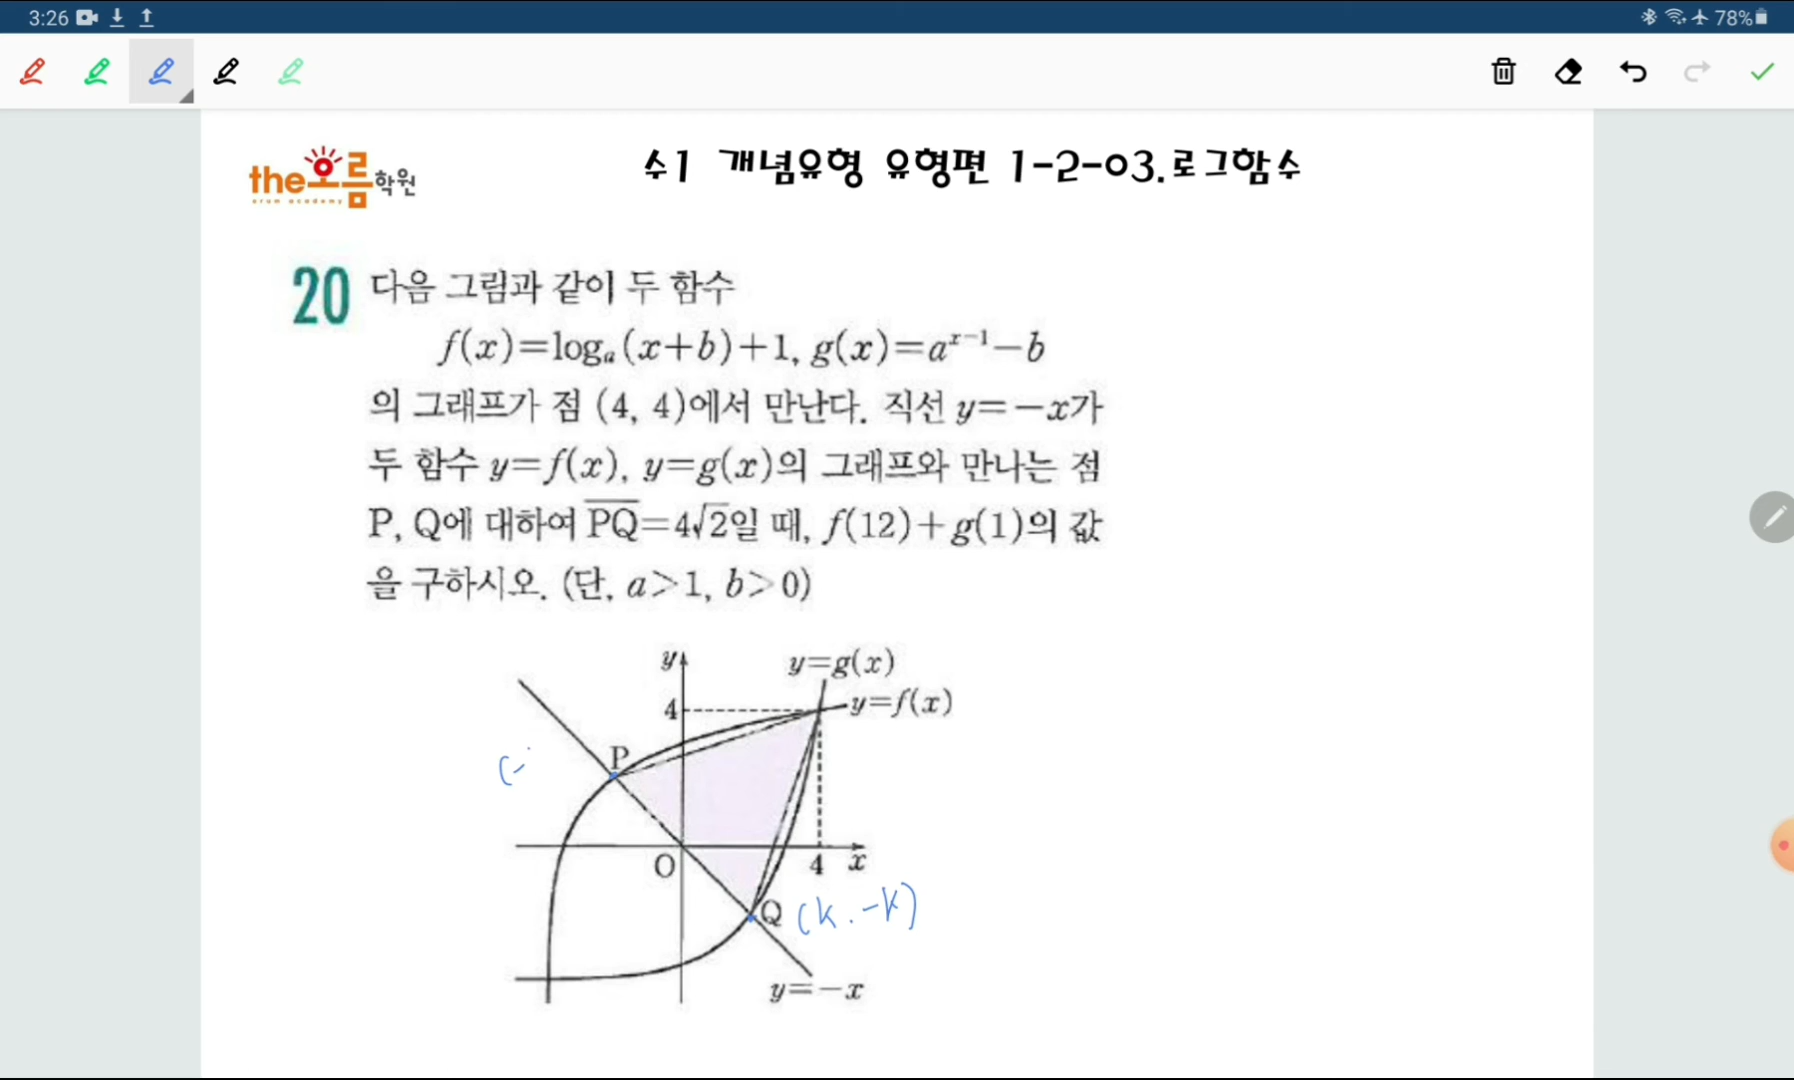 3:26
78%
the오름학원
orum academy
수1 개념유형 유형편 1-2-03.로그함수
20 다음 그림과 같이 두 함수
f(x)=logₐ(x+b)+1, g(x)=aˣ⁻¹−b
의 그래프가 점 (4, 4)에서 만난다. 직선 y=−x가
두 함수 y=f(x), y=g(x)의 그래프와 만나는 점
P, Q에 대하여 P̅Q̅=4√2일 때, f(12)+g(1)의 값
을 구하시오. (단, a>1, b>0)
y
y=g(x)
4
y=f(x)
P
(-
O
4
x
Q (k. -k)
y=−x